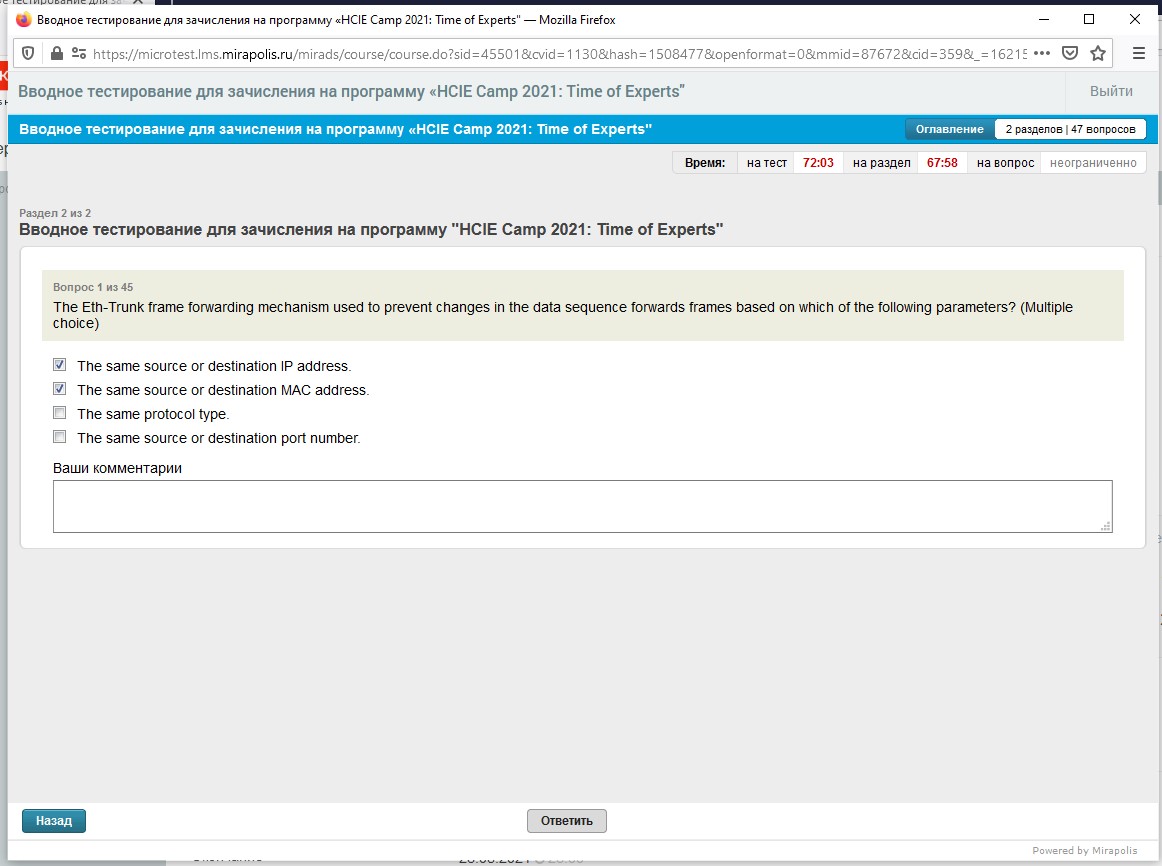 Вводное тестирование для зачисления на программу «HCIE Camp 2021: Time of Experts" — Mozilla Firefox
https://microtest.lms.mirapolis.ru/mirads/course/course.do?sid=45501&cvid=1130&hash=1508477&openformat=0&mmid=87672&cid=359&_=16215
Вводное тестирование для зачисления на программу «HCIE Camp 2021: Time of Experts"
Выйти
Вводное тестирование для зачисления на программу «HCIE Camp 2021: Time of Experts"
Оглавление 2 разделов | 47 вопросов
Время: на тест 72:03 на раздел 67:58 на вопрос неограниченно
Раздел 2 из 2
Вводное тестирование для зачисления на программу "HCIE Camp 2021: Time of Experts"
Вопрос 1 из 45
The Eth-Trunk frame forwarding mechanism used to prevent changes in the data sequence forwards frames based on which of the following parameters? (Multiple
choice)
The same source or destination IP address.
The same source or destination MAC address.
The same protocol type.
The same source or destination port number.
Ваши комментарии
Назад
Ответить
Powered by Mirapolis